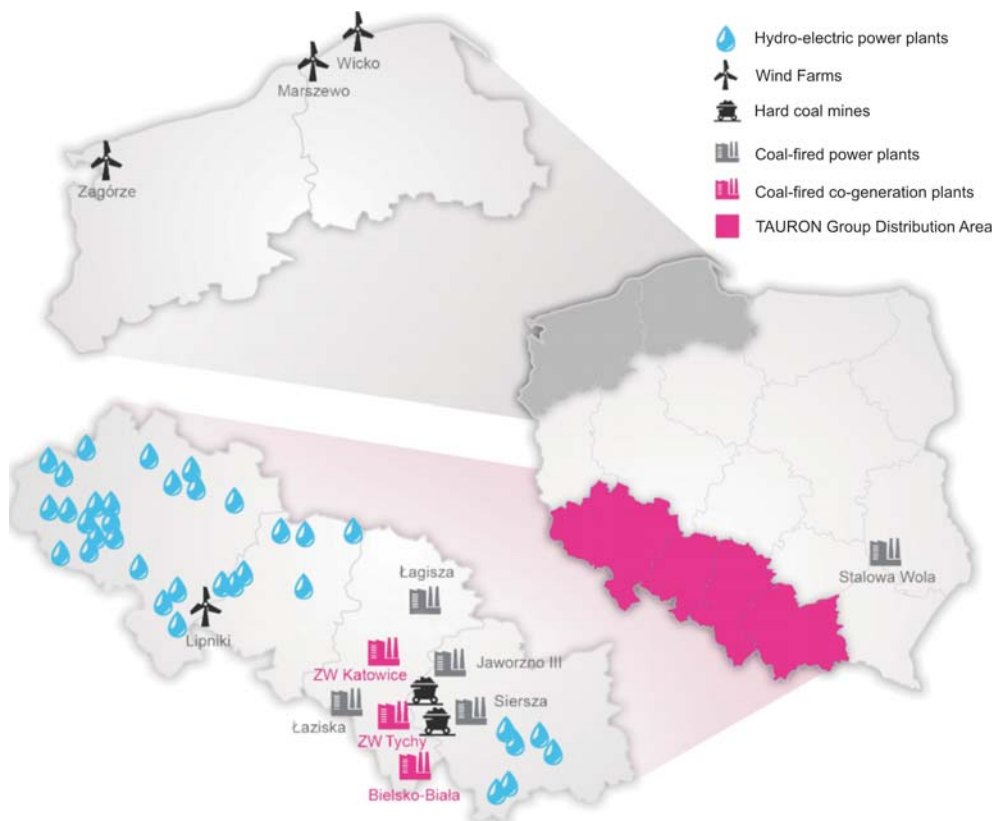 Hydro-electric power plants
Wind Farms
Hard coal mines
Coal-fired power plants
Coal-fired co-generation plants
TAURON Group Distribution Area
Wicko
Marszewo
Zagórze
Stalowa Wola
Łagisza
Lipniki
ZW Katowice
Jaworzno III
Siersza
Łaziska
ZW Tychy
Bielsko-Biała